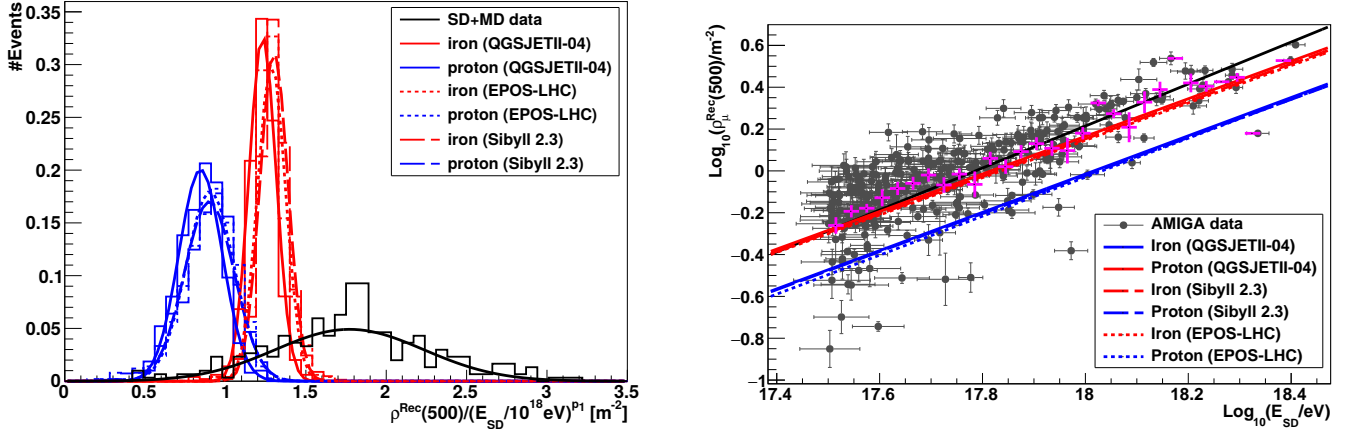 #Events
0.35
0.3
0.25
0.2
0.15
0.1
0.05
0
0 0.5 1 1.5 2 2.5 3 3.5
ρ^Rec(500)/(E_SD/10^18eV)^p1 [m^-2]
SD+MD data
iron (QGSJETII-04)
proton (QGSJETII-04)
iron (EPOS-LHC)
proton (EPOS-LHC)
iron (Sibyll 2.3)
proton (Sibyll 2.3)
Log_10(ρ_μ^Rec(500)/m^-2)
0.6
0.4
0.2
0
−0.2
−0.4
−0.6
−0.8
−1
17.4 17.6 17.8 18 18.2 18.4
Log_10(E_SD/eV)
AMIGA data
Iron (QGSJETII-04)
Proton (QGSJETII-04)
Iron (Sibyll 2.3)
Proton (Sibyll 2.3)
Iron (EPOS-LHC)
Proton (EPOS-LHC)